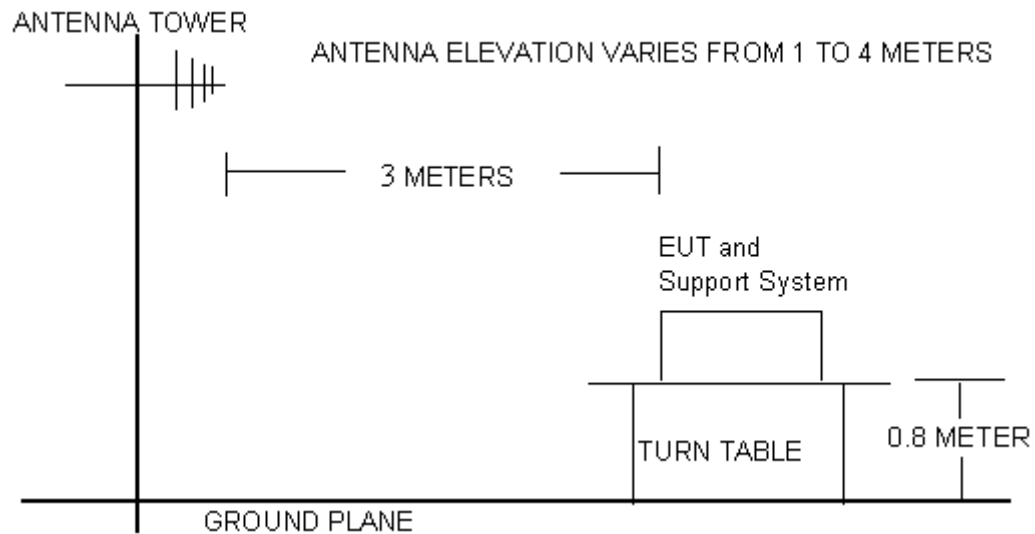 ANTENNA TOWER
ANTENNA ELEVATION VARIES FROM 1 TO 4 METERS
3 METERS
EUT and
Support System
TURN TABLE
0.8 METER
GROUND PLANE